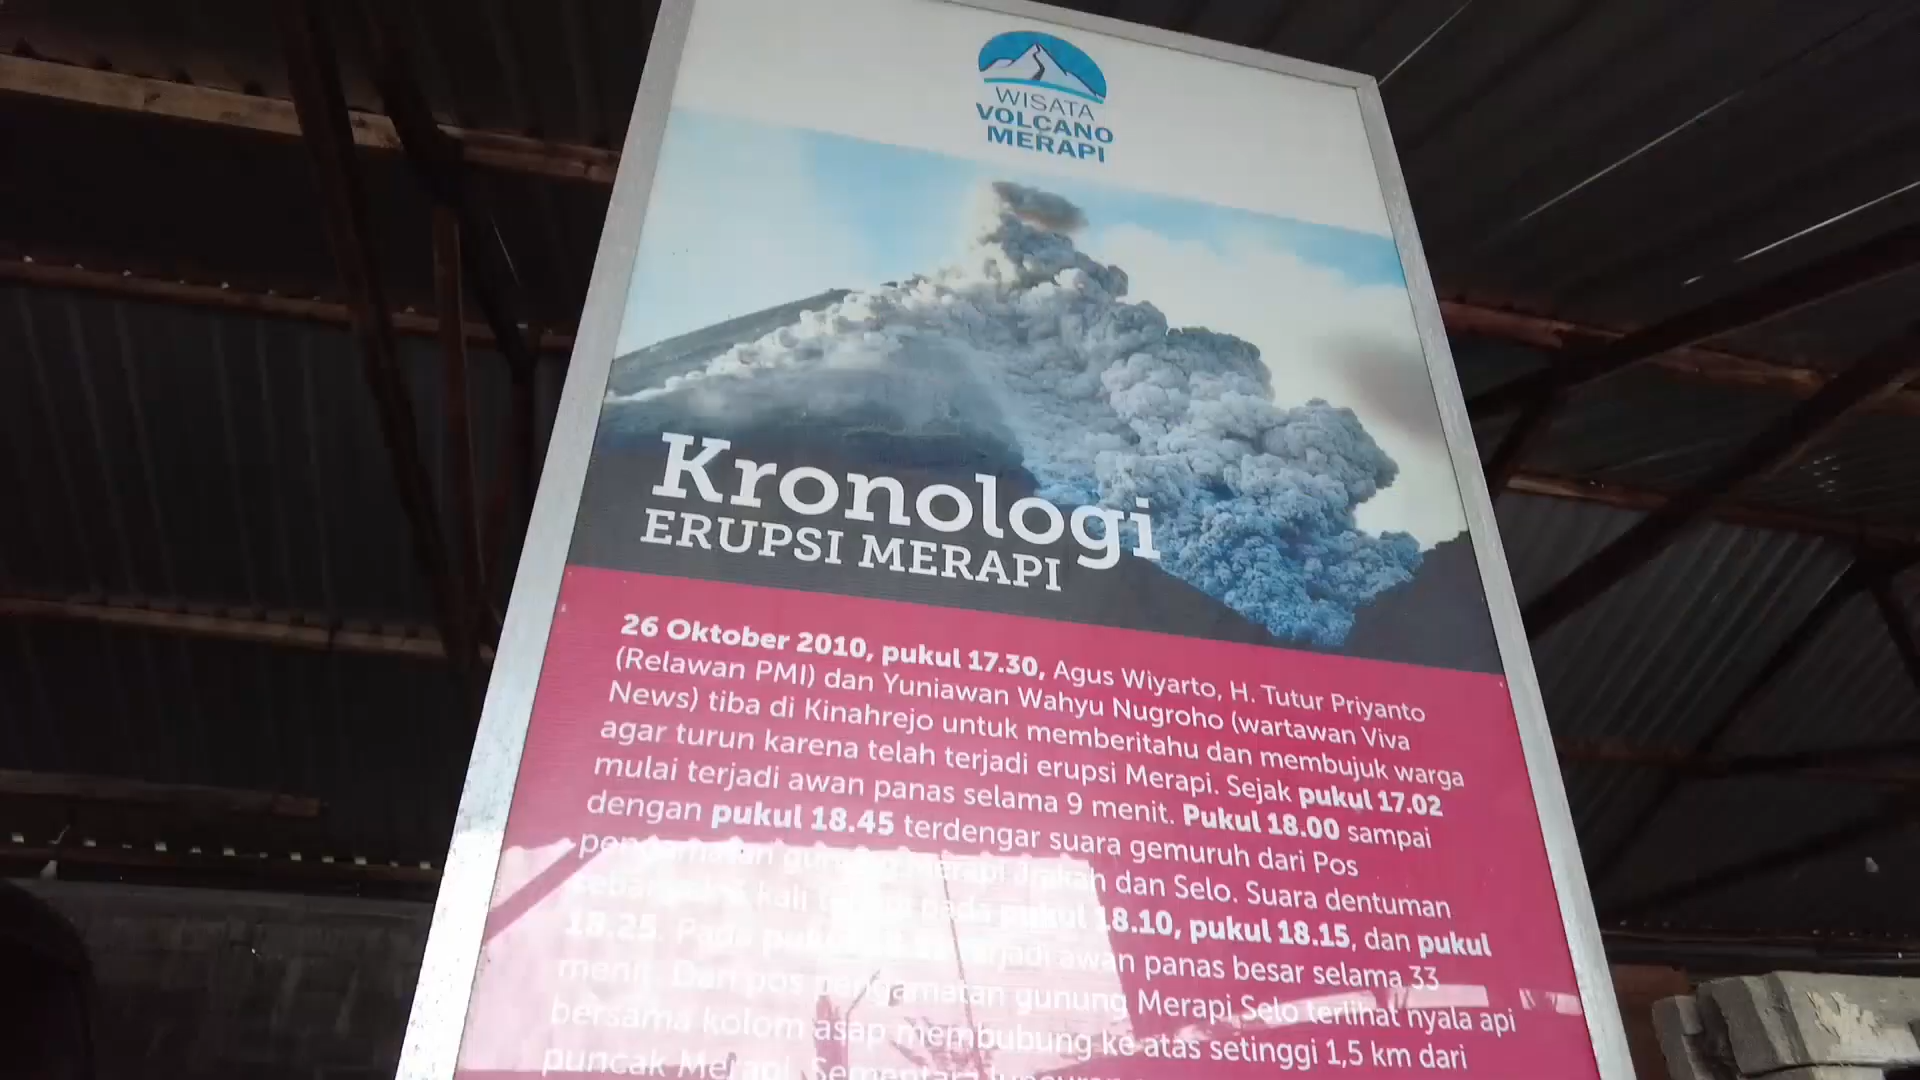 WISATA
VOLCANO
MERAPI
Kronologi
ERUPSI MERAPI
26 Oktober 2010, pukul 17.30, Agus Wiyarto, H. Tutur Priyanto
(Relawan PMI) dan Yuniawan Wahyu Nugroho (wartawan Viva
News) tiba di Kinahrejo untuk memberitahu dan membujuk warga
agar turun karena telah terjadi erupsi Merapi. Sejak pukul 17.02
mulai terjadi awan panas selama 9 menit. Pukul 18.00 sampai
dengan pukul 18.45 terdengar suara gemuruh dari Pos
pengamatan gunung Merapi Jrakah dan Selo. Suara dentuman
kali pada pukul 18.10, pukul 18.15, dan pukul
18.25. Pada terjadi awan panas besar selama 33
menit. Dari pos pengamatan gunung Merapi Selo terlihat nyala api
bersama kolom asap membubung ke atas setinggi 1,5 km dari
puncak Merapi. Sementara